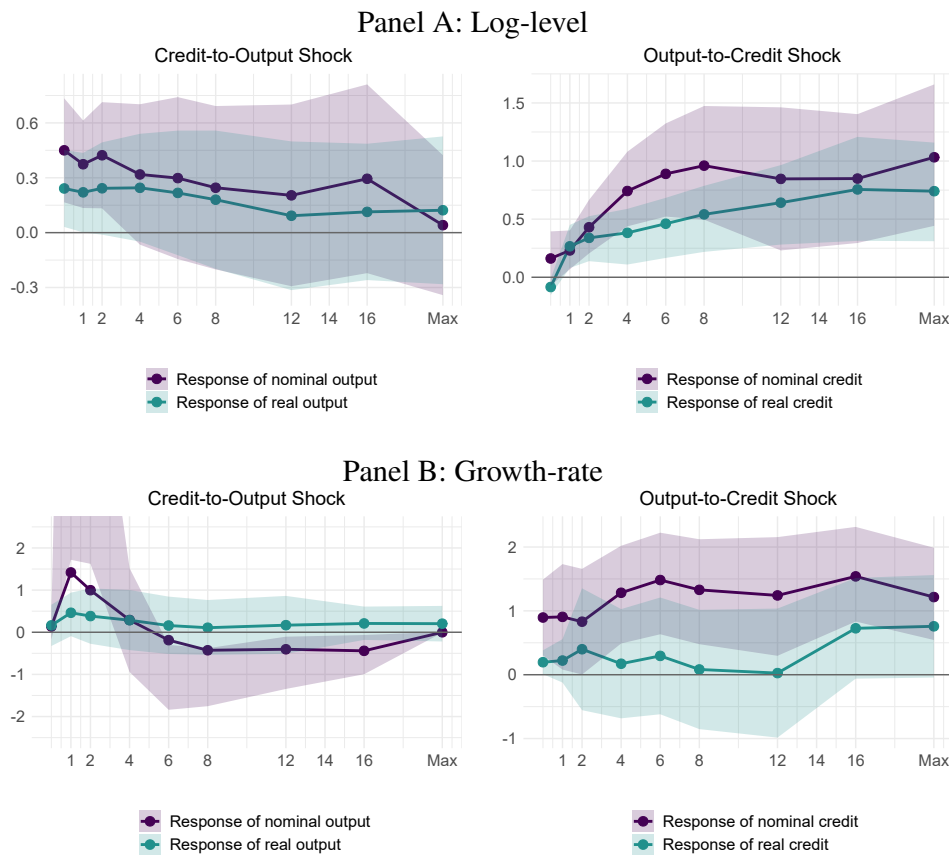 Panel A: Log-level
Credit-to-Output Shock
0.6
0.3
0.0
-0.3
1 2 4 6 8 12 16 Max
Response of nominal output
Response of real output
Output-to-Credit Shock
1.5
1.0
0.5
0.0
1 2 4 6 8 12 14 16 Max
Response of nominal credit
Response of real credit
Panel B: Growth-rate
Credit-to-Output Shock
2
1
0
-1
-2
1 2 4 6 8 12 14 16 Max
Response of nominal output
Response of real output
Output-to-Credit Shock
2
1
0
-1
1 2 4 6 8 12 14 16 Max
Response of nominal credit
Response of real credit